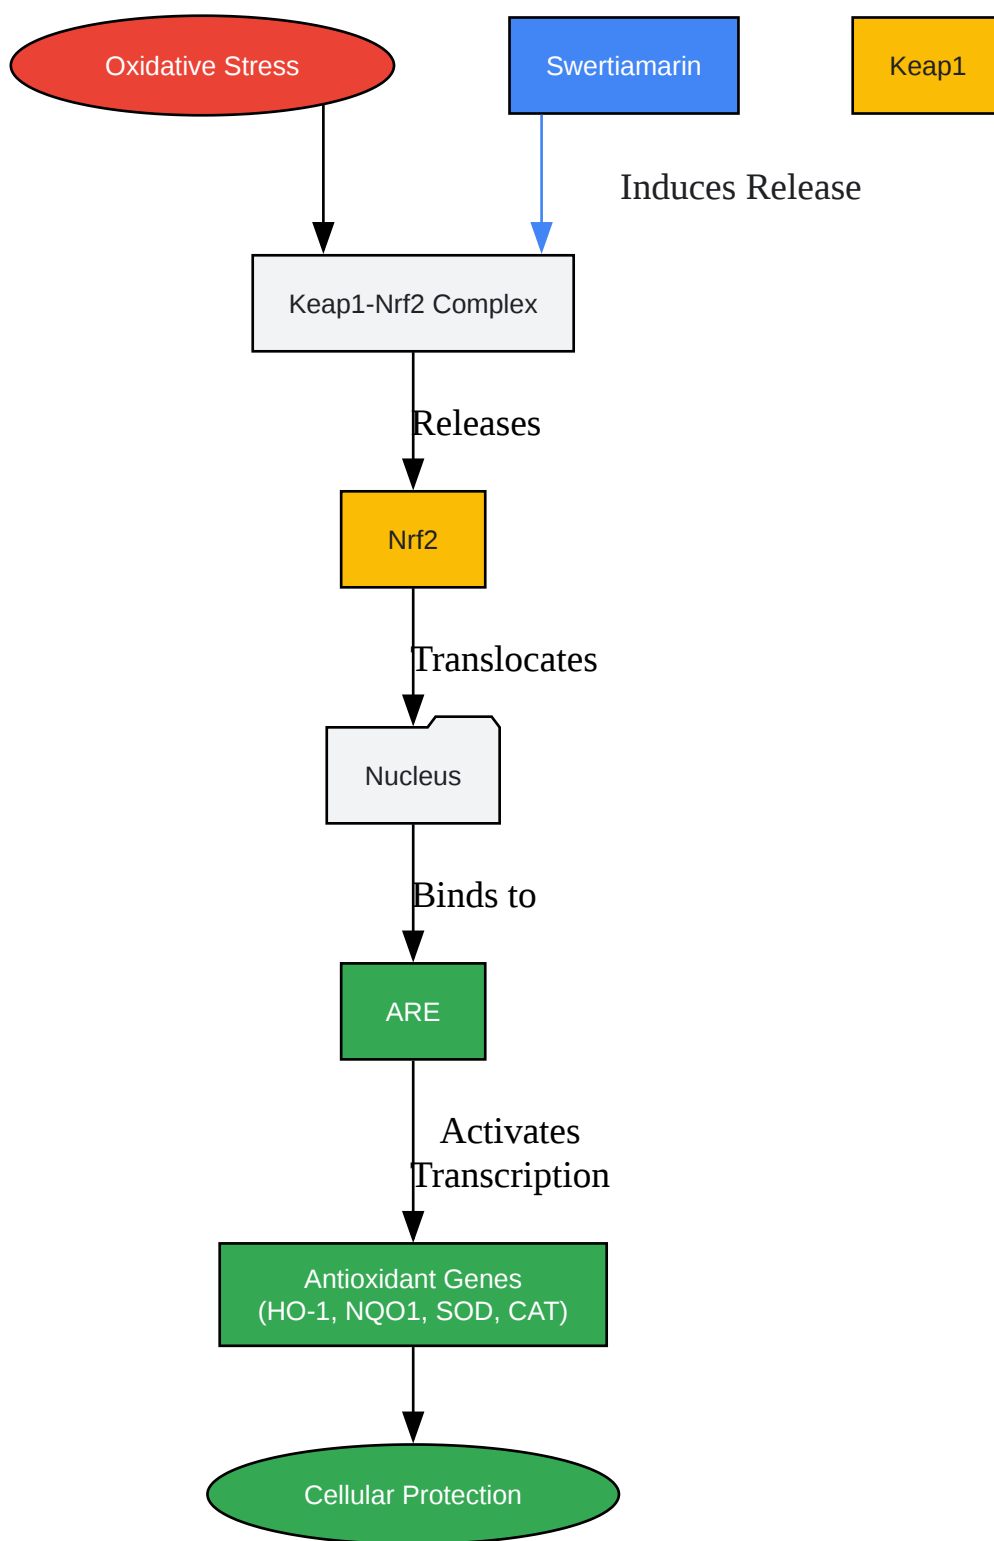 Oxidative Stress
Swertiamarin
Keap1
Induces Release
Keap1-Nrf2 Complex
Releases
Nrf2
Translocates
Nucleus
Binds to
ARE
Activates
Transcription
Antioxidant Genes
(HO-1, NQO1, SOD, CAT)
Cellular Protection